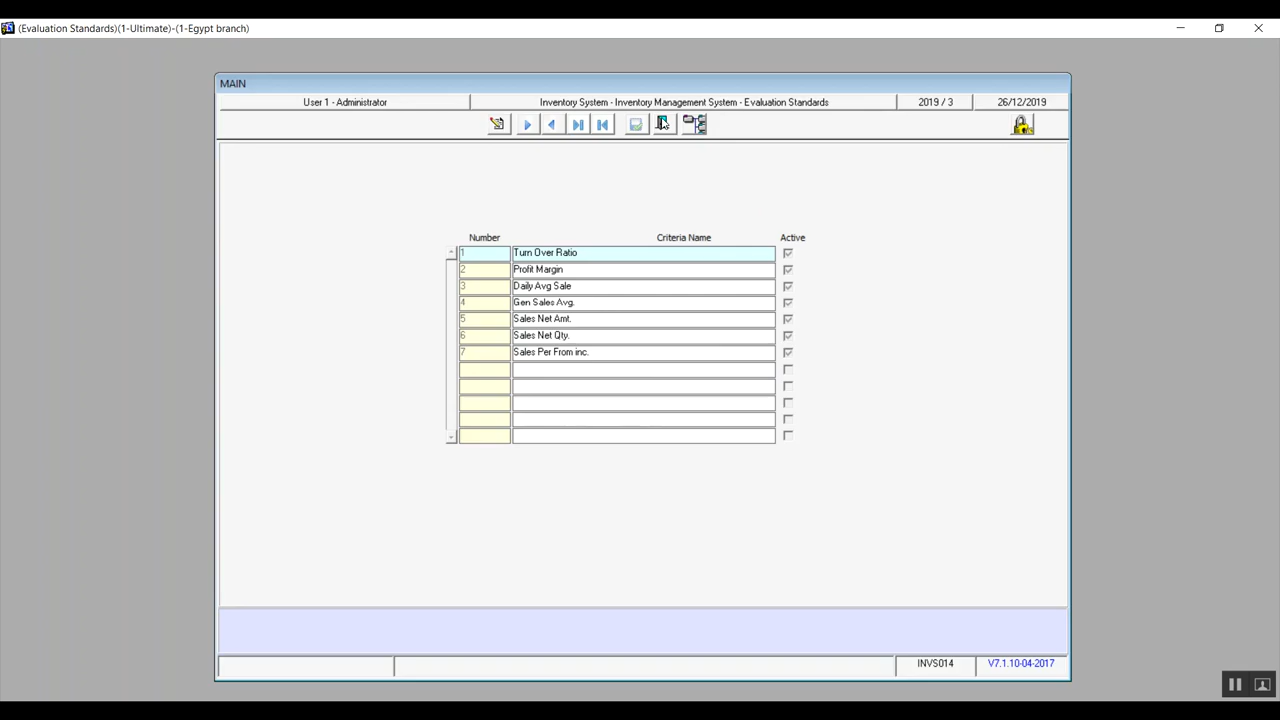 (Evaluation Standards)(1-Ultimate)-(1-Egypt branch)
MAIN
User 1 - Administrator
Inventory System - Inventory Management System - Evaluation Standards
2019 / 3
26/12/2019
Number Criteria Name Active
1 Turn Over Ratio
2 Profit Margin
3 Daily Avg Sale
4 Gen Sales Avg.
5 Sales Net Amt.
6 Sales Net Qty.
7 Sales Per From inc.
INVS014
V7.1.10-04-2017